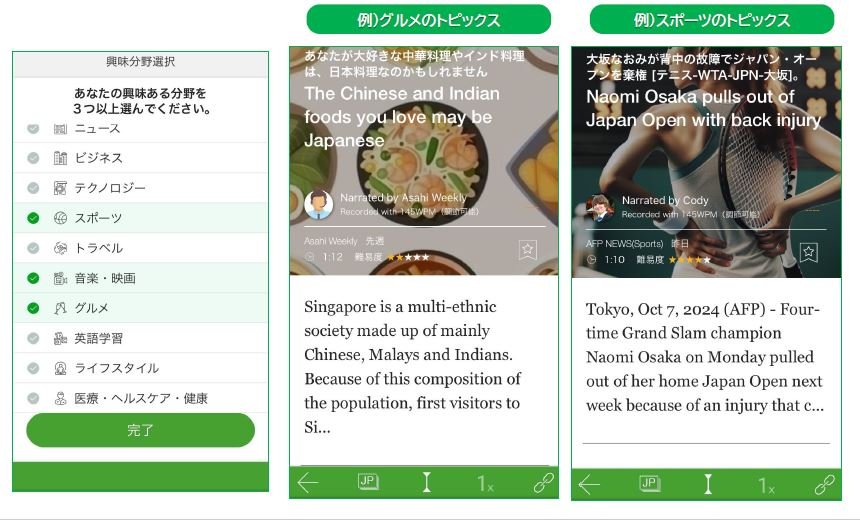 例)グルメのトピックス
例)スポーツのトピックス
興味分野選択
あなたの興味ある分野を
３つ以上選んでください。
ニュース
ビジネス
テクノロジー
スポーツ
トラベル
音楽・映画
グルメ
英語学習
ライフスタイル
医療・ヘルスケア・健康
完了
あなたが大好きな中華料理やインド料理
は、日本料理なのかもしれません
The Chinese and Indian
foods you love may be
Japanese
Narrated by Asahi Weekly
Recorded with 145WPM（調節可能）
Asahi Weekly 先週
1:12 難易度 ★★★★★
Singapore is a multi-ethnic
society made up of mainly
Chinese, Malays and Indians.
Because of this composition of
the population, first visitors to
Si...
JP
1x
大坂なおみが背中の故障でジャパン・オー
プンを棄権 [テニス-WTA-JPN-大坂]。
Naomi Osaka pulls out of
Japan Open with back injury
Narrated by Cody
Recorded with 145WPM（調節可能）
AFP NEWS(Sports) 昨日
1:10 難易度 ★★★★★
Tokyo, Oct 7, 2024 (AFP) - Four-
time Grand Slam champion
Naomi Osaka on Monday pulled
out of her home Japan Open next
week because of an injury that c...
JP
1x